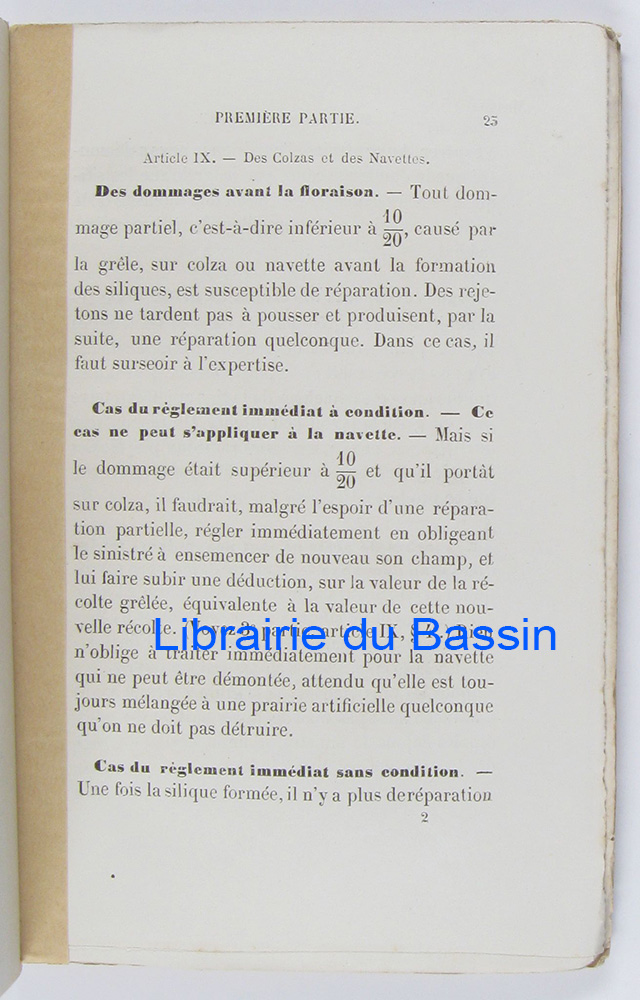 PREMIÈRE PARTIE. 25
Article IX. — Des Colzas et des Navettes.
Des dommages avant la floraison. — Tout dom-
mage partiel, c'est-à-dire inférieur à 10/20, causé par
la grêle, sur colza ou navette avant la formation
des siliques, est susceptible de réparation. Des reje-
tons ne tardent pas à pousser et produisent, par la
suite, une réparation quelconque. Dans ce cas, il
faut surseoir à l'expertise.
Cas du règlement immédiat à condition. — Ce
cas ne peut s'appliquer à la navette. — Mais si
le dommage était supérieur à 10/20 et qu'il portàt
sur colza, il faudrait, malgré l'espoir d'une répara-
tion partielle, régler immédiatement en obligeant
le sinistré à ensemencer de nouveau son champ, et
lui faire subir une déduction, sur la valeur de la ré-
colte grêlée, équivalente à la valeur de cette nou-
velle récolte. (Voyez 3e partie, article IX, Rien
Librairie du Bassin
n'oblige à traiter immédiatement pour la navette
qui ne peut être démontée, attendu qu'elle est tou-
jours mélangée à une prairie artificielle quelconque
qu'on ne doit pas détruire.
Cas du règlement immédiat sans condition. —
Une fois la silique formée, il n'y a plus de réparation
2